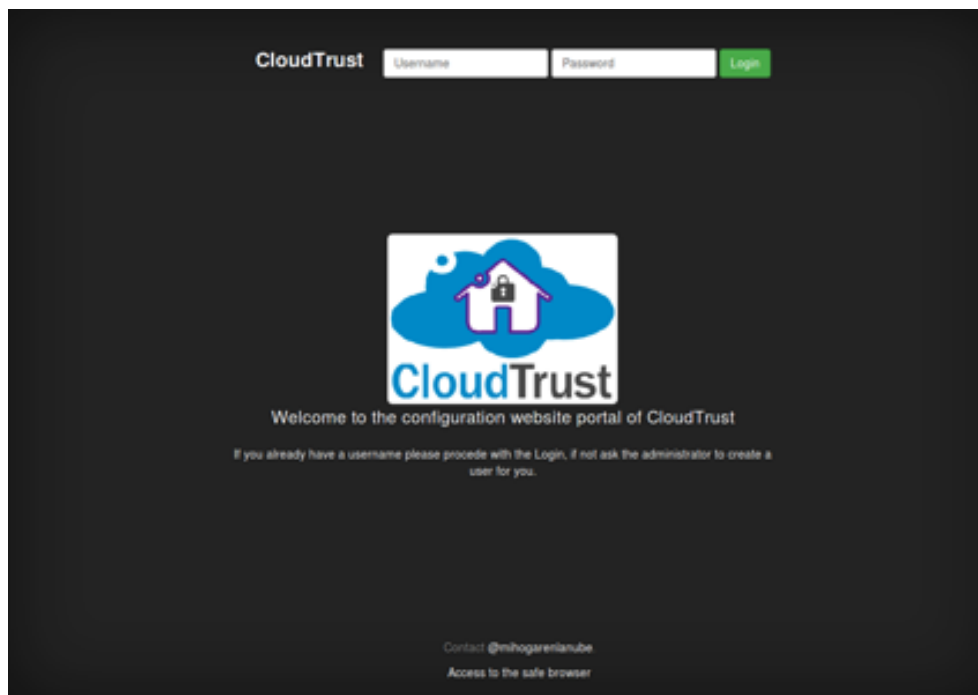 CloudTrust Username Password Login
CloudTrust
Welcome to the configuration website portal of CloudTrust
If you already have a username please procede with the Login, if not ask the administrator to create a
user for you.
Contact @mihogarenlanube
Access to the safe browser